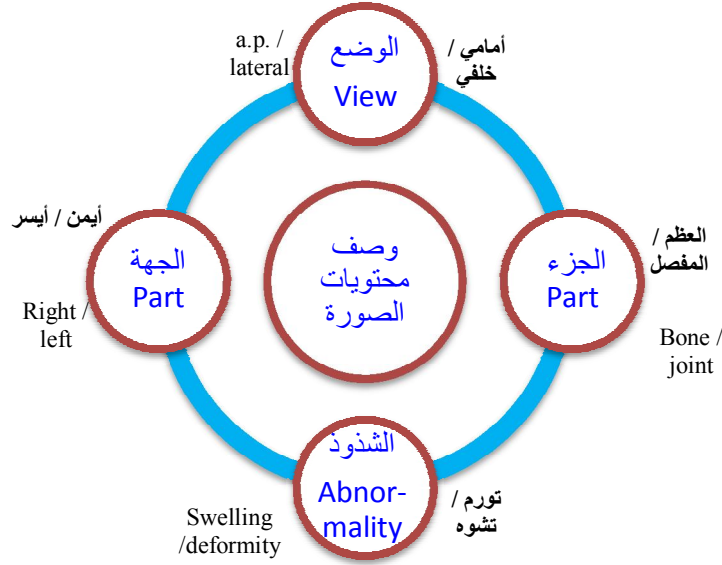 a.p. /
lateral
الوضع
View
أمامي /
خلفي
أيمن / أيسر
الجهة
Part
Right /
left
وصف
محتويات
الصورة
الجزء
Part
العظم /
المفصل
Bone /
joint
الشذوذ
Abnor-
mality
Swelling
/deformity
تورم /
تشوه